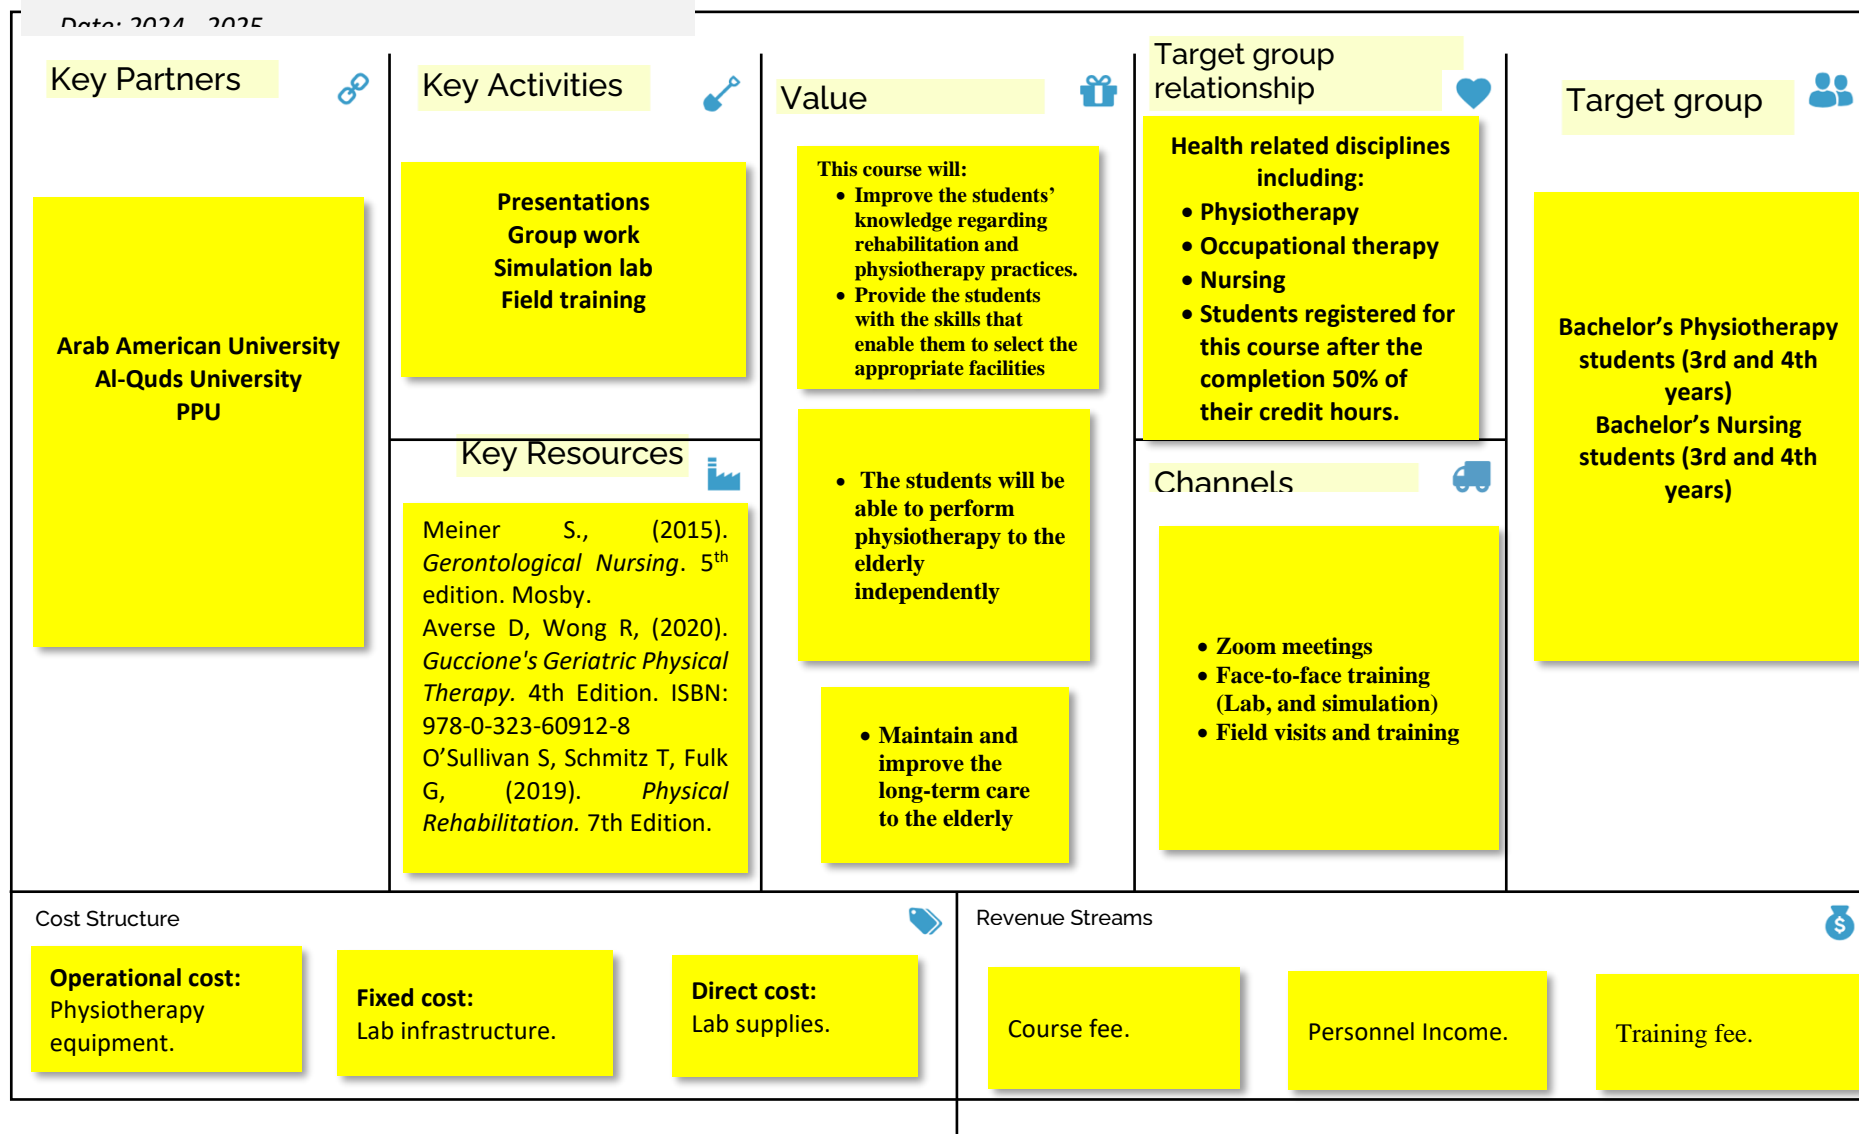 Date: 2024 - 2025
Key Partners
Arab American University
Al-Quds University
PPU
Key Activities
Presentations
Group work
Simulation lab
Field training
Key Resources
Meiner S., (2015).
Gerontological Nursing. 5th
edition. Mosby.
Averse D, Wong R, (2020).
Guccione's Geriatric Physical
Therapy. 4th Edition. ISBN:
978-0-323-60912-8
O’Sullivan S, Schmitz T, Fulk
G, (2019). Physical
Rehabilitation. 7th Edition.
Value
This course will:
• Improve the students’
knowledge regarding
rehabilitation and
physiotherapy practices.
• Provide the students
with the skills that
enable them to select the
appropriate facilities
• The students will be
able to perform
physiotherapy to the
elderly
independently
• Maintain and
improve the
long-term care
to the elderly
Target group
relationship
Health related disciplines
including:
• Physiotherapy
• Occupational therapy
• Nursing
• Students registered for
this course after the
completion 50% of
their credit hours.
Channels
• Zoom meetings
• Face-to-face training
(Lab, and simulation)
• Field visits and training
Target group
Bachelor’s Physiotherapy
students (3rd and 4th
years)
Bachelor’s Nursing
students (3rd and 4th
years)
Cost Structure
Operational cost:
Physiotherapy
equipment.
Fixed cost:
Lab infrastructure.
Direct cost:
Lab supplies.
Revenue Streams
$
Course fee.
Personnel Income.
Training fee.